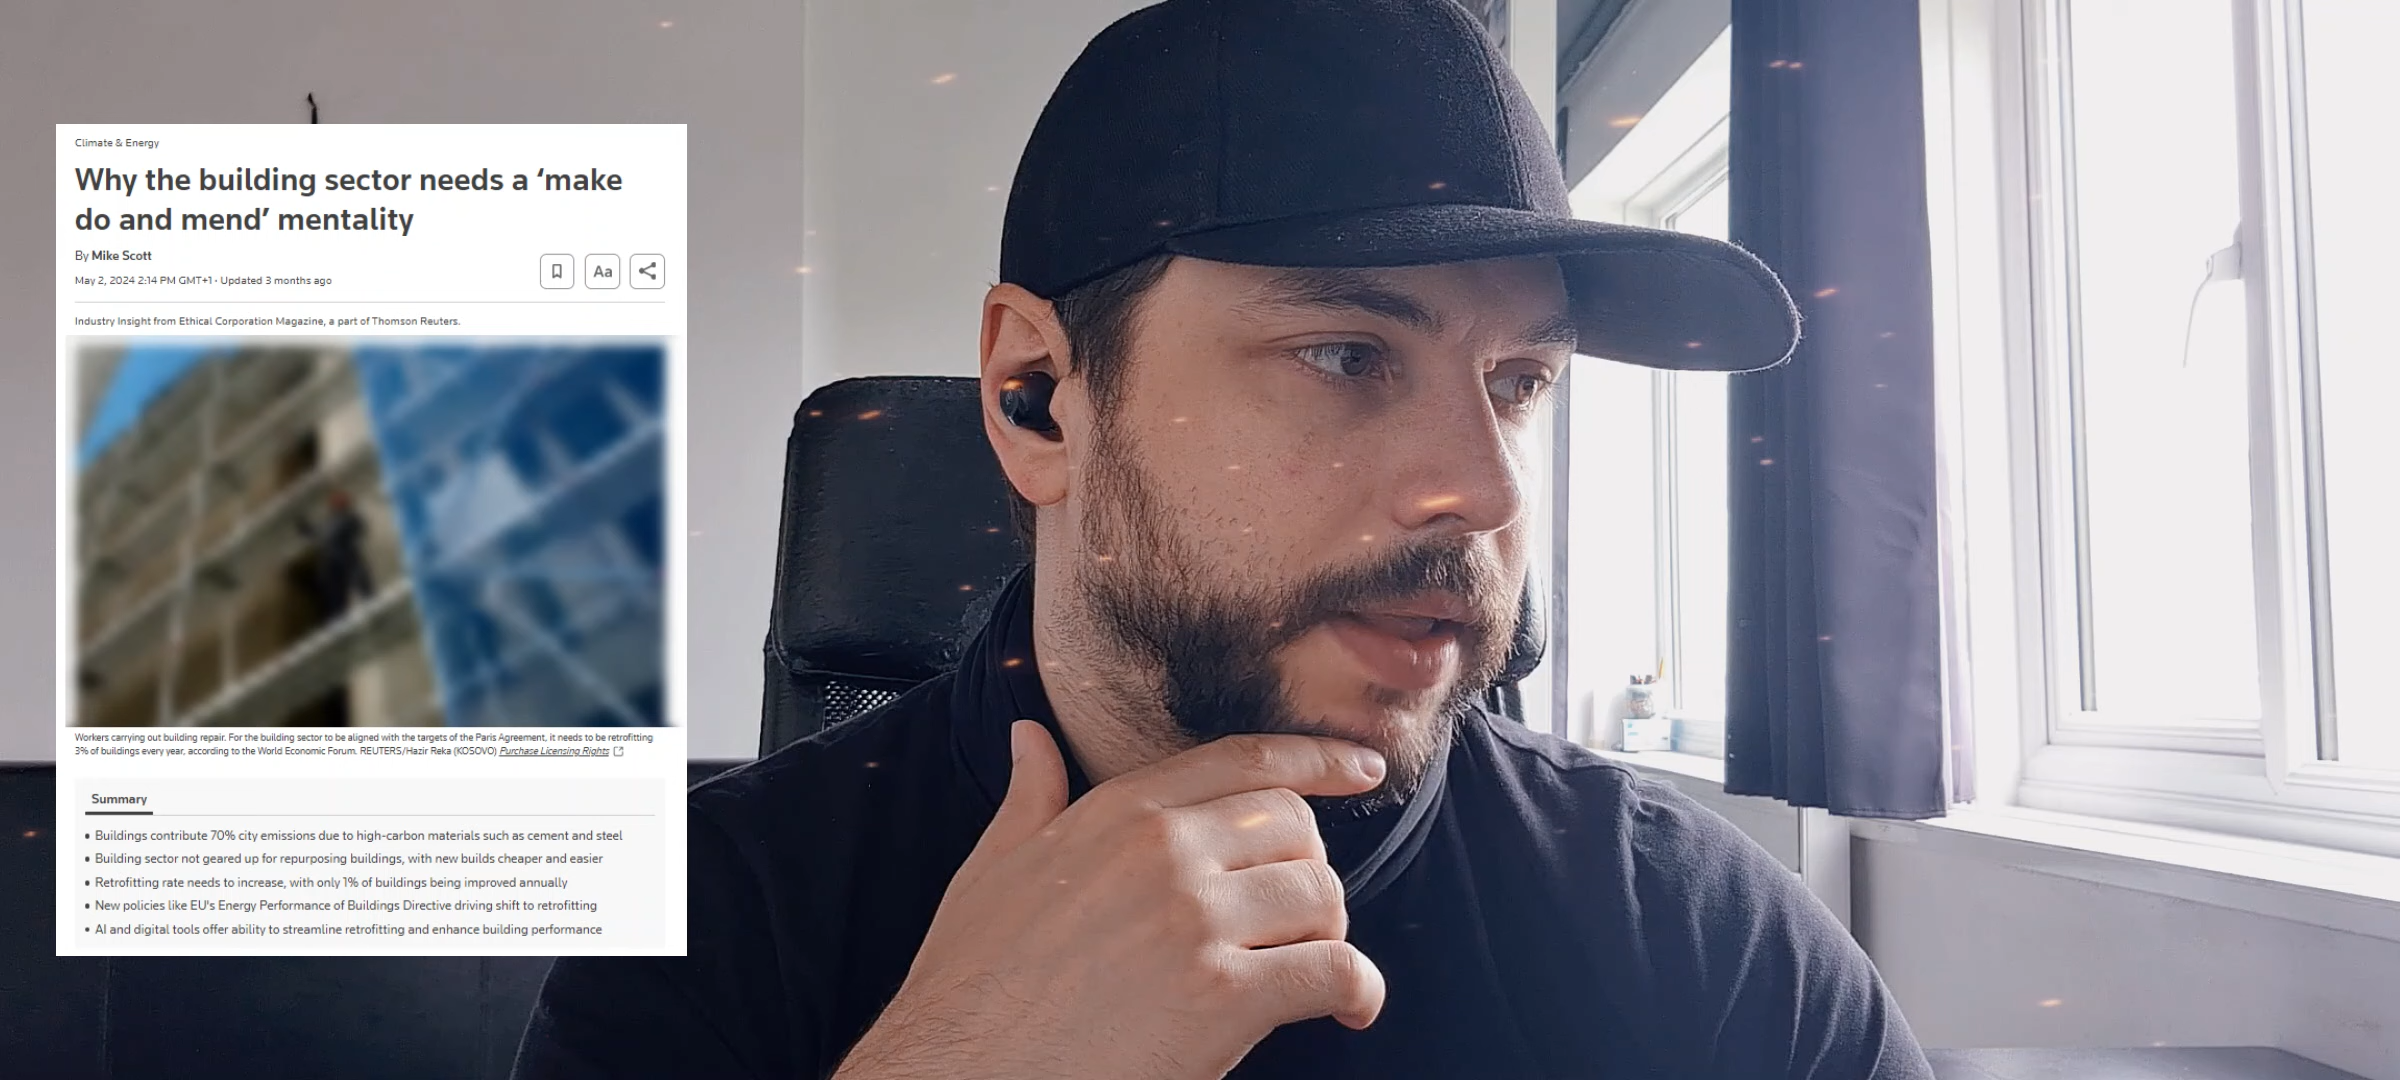 Climate & Energy
Why the building sector needs a ‘make
do and mend’ mentality
By Mike Scott
May 2, 2024 2:14 PM GMT+1 · Updated 3 months ago
Aa
Industry Insight from Ethical Corporation Magazine, a part of Thomson Reuters.
Workers carrying out building repair. For the building sector to be aligned with the targets of the Paris Agreement, it needs to be retrofitting
3% of buildings every year, according to the World Economic Forum. REUTERS/Hazir Reka (KOSOVO) Purchase Licensing Rights
Summary
• Buildings contribute 70% city emissions due to high-carbon materials such as cement and steel
• Building sector not geared up for repurposing buildings, with new builds cheaper and easier
• Retrofitting rate needs to increase, with only 1% of buildings being improved annually
• New policies like EU's Energy Performance of Buildings Directive driving shift to retrofitting
• AI and digital tools offer ability to streamline retrofitting and enhance building performance